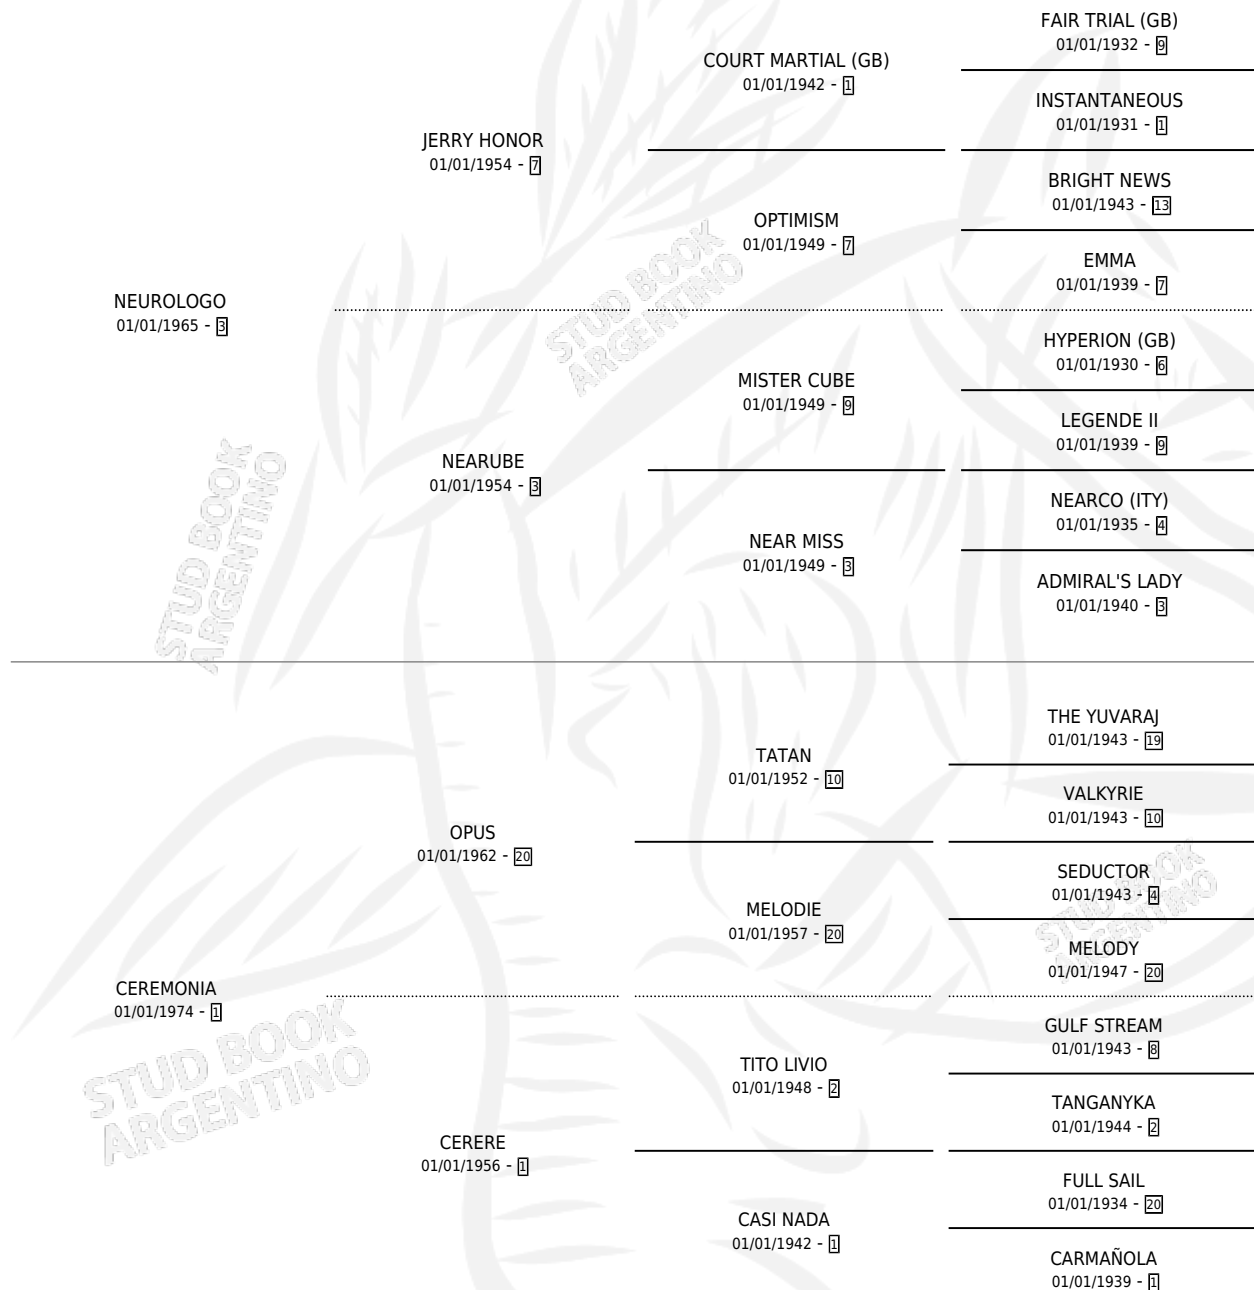 FAIR TRIAL (GB)
01/01/1932 - 9
COURT MARTIAL (GB)
01/01/1942 - 1
INSTANTANEOUS
01/01/1931 - 1
JERRY HONOR
01/01/1954 - 7
BRIGHT NEWS
01/01/1943 - 13
OPTIMISM
01/01/1949 - 7
EMMA
01/01/1939 - 7
NEUROLOGO
01/01/1965 - 3
HYPERION (GB)
01/01/1930 - 6
MISTER CUBE
01/01/1949 - 9
LEGENDE II
01/01/1939 - 9
NEARUBE
01/01/1954 - 3
NEARCO (ITY)
01/01/1935 - 4
NEAR MISS
01/01/1949 - 3
ADMIRAL'S LADY
01/01/1940 - 3
STUD BOOK
ARGENTINO
STUD BOOK
ARGENTINO
THE YUVARAJ
01/01/1943 - 19
TATAN
01/01/1952 - 10
VALKYRIE
01/01/1943 - 10
OPUS
01/01/1962 - 20
SEDUCTOR
01/01/1943 - 4
MELODIE
01/01/1957 - 20
MELODY
01/01/1947 - 20
STUD BOOK
ARGENTINO
CEREMONIA
01/01/1974 - 1
GULF STREAM
01/01/1943 - 8
TITO LIVIO
01/01/1948 - 2
TANGANYKA
01/01/1944 - 2
STUD BOOK
ARGENTINO
CERERE
01/01/1956 - 1
FULL SAIL
01/01/1934 - 20
CASI NADA
01/01/1942 - 1
CARMAÑOLA
01/01/1939 - 1